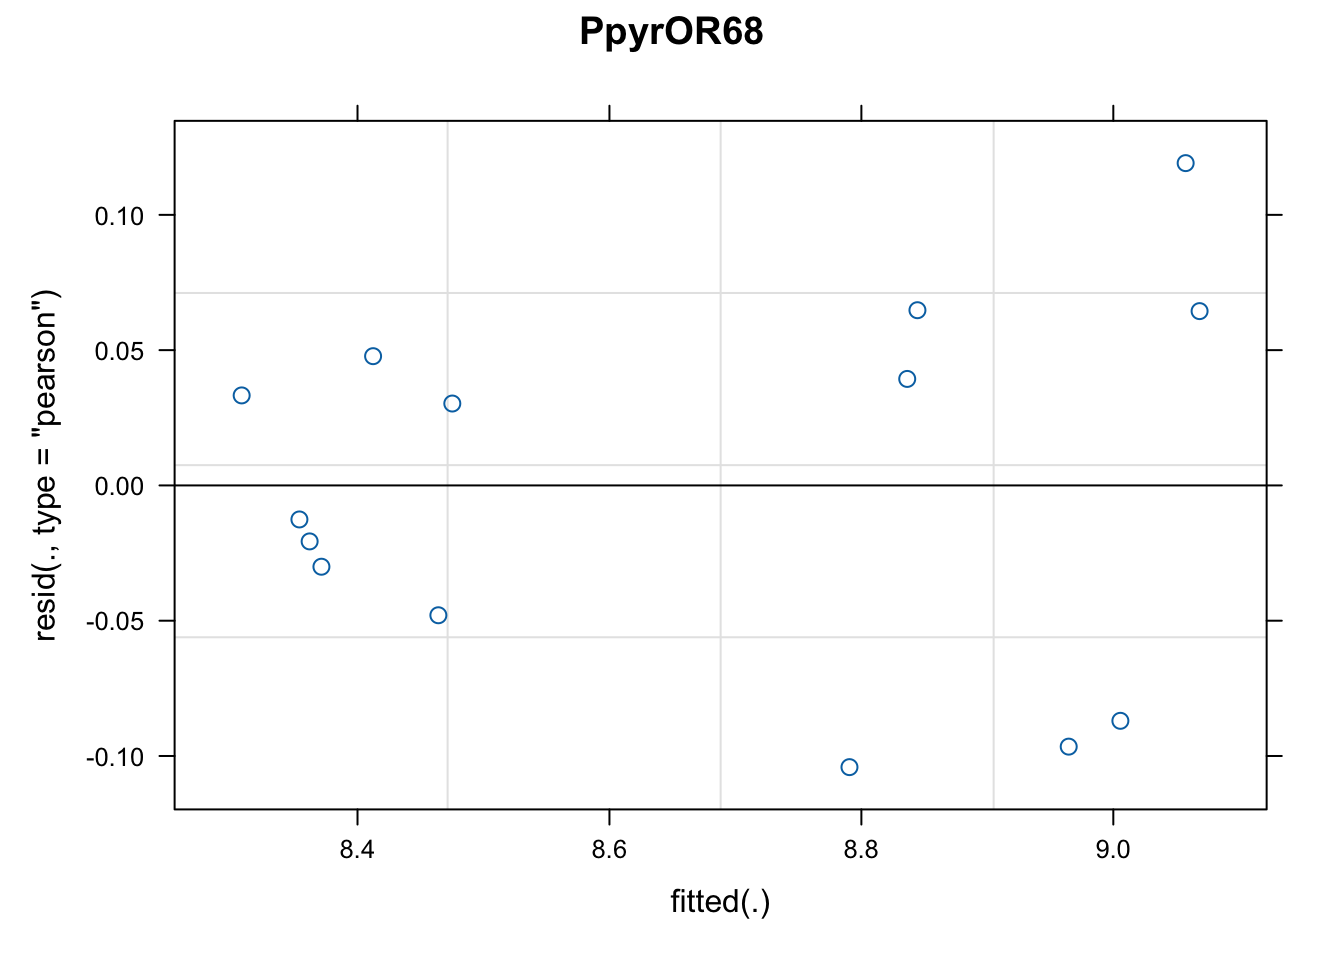 PpyrOR68
resid(., type = "pearson")
0.10
0.05
0.00
-0.05
-0.10
8.4 8.6 8.8 9.0
fitted(.)